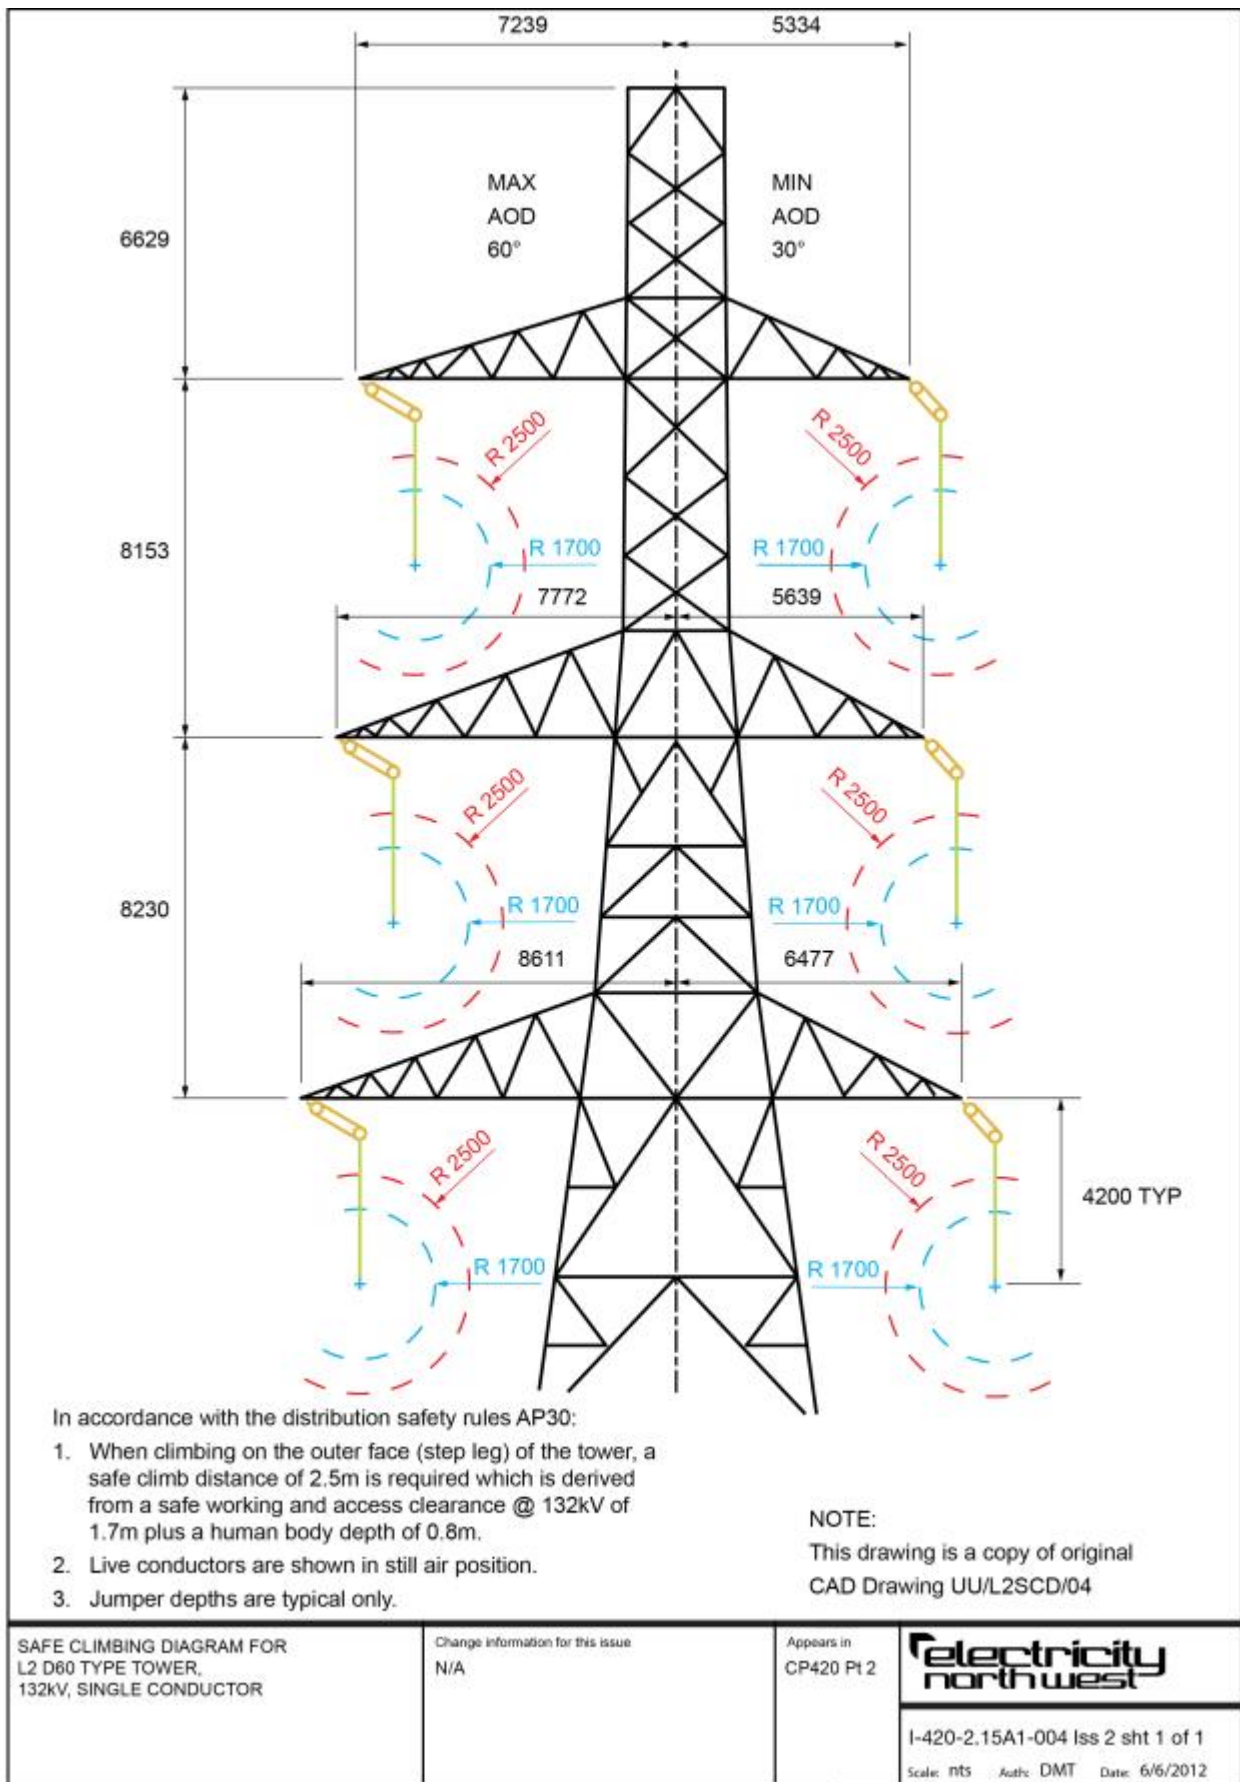 7239
5334
MAX
AOD
60°
MIN
AOD
30°
6629
R 2500
R 2500
8153
R 1700
R 1700
7772
5639
R 2500
R 2500
8230
R 1700
R 1700
8611
6477
R 2500
R 2500
4200 TYP
R 1700
R 1700
In accordance with the distribution safety rules AP30:
1. When climbing on the outer face (step leg) of the tower, a
safe climb distance of 2.5m is required which is derived
from a safe working and access clearance @ 132kV of
1.7m plus a human body depth of 0.8m.
2. Live conductors are shown in still air position.
3. Jumper depths are typical only.
NOTE:
This drawing is a copy of original
CAD Drawing UU/L2SCD/04
SAFE CLIMBING DIAGRAM FOR
L2 D60 TYPE TOWER,
132kV, SINGLE CONDUCTOR
Change information for this issue
N/A
Appears in
CP420 Pt 2
electricity
northwest
I-420-2.15A1-004 Iss 2 sht 1 of 1
Scale: nts Auth: DMT Date: 6/6/2012